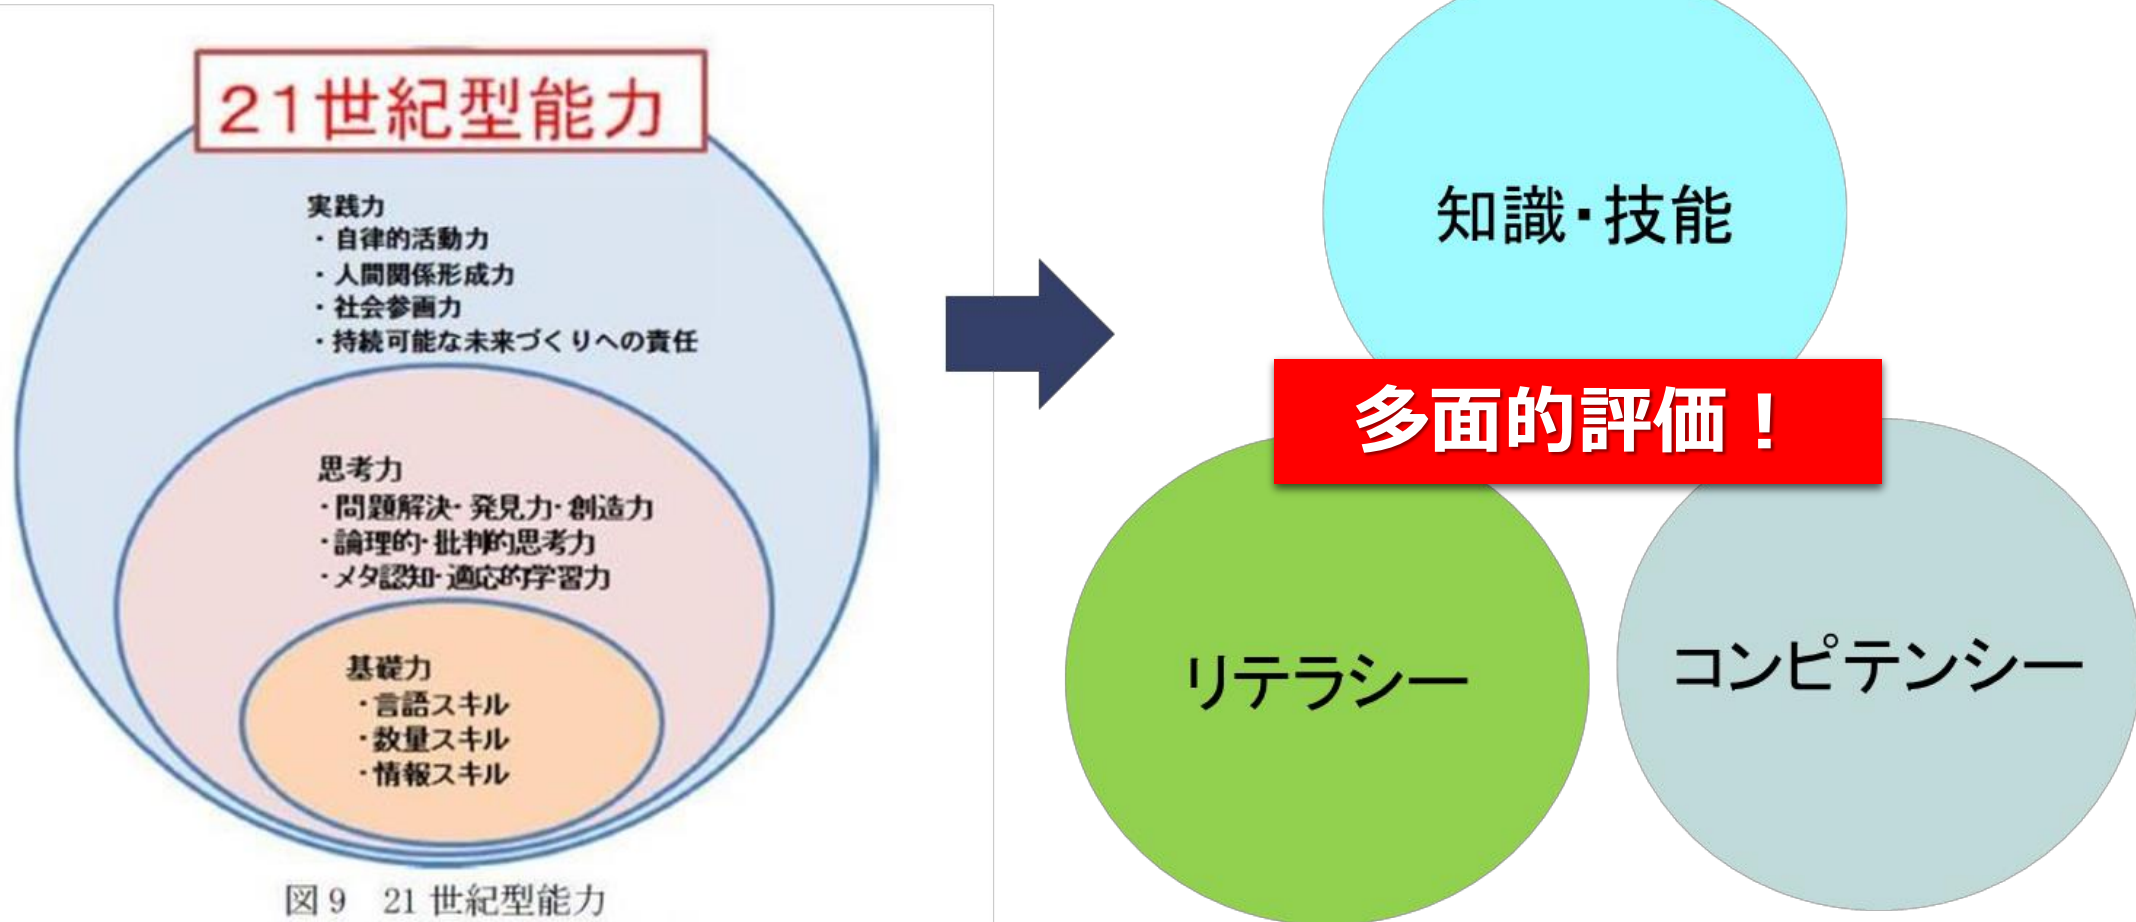 21世紀型能力
実践力
・自律的活動力
・人間関係形成力
・社会参画力
・持続可能な未来づくりへの責任
思考力
・問題解決・発見力・創造力
・論理的・批判的思考力
・メタ認知・適応的学習力
基礎力
・言語スキル
・数量スキル
・情報スキル
図9 21世紀型能力
知識・技能
多面的評価！
リテラシー
コンピテンシー